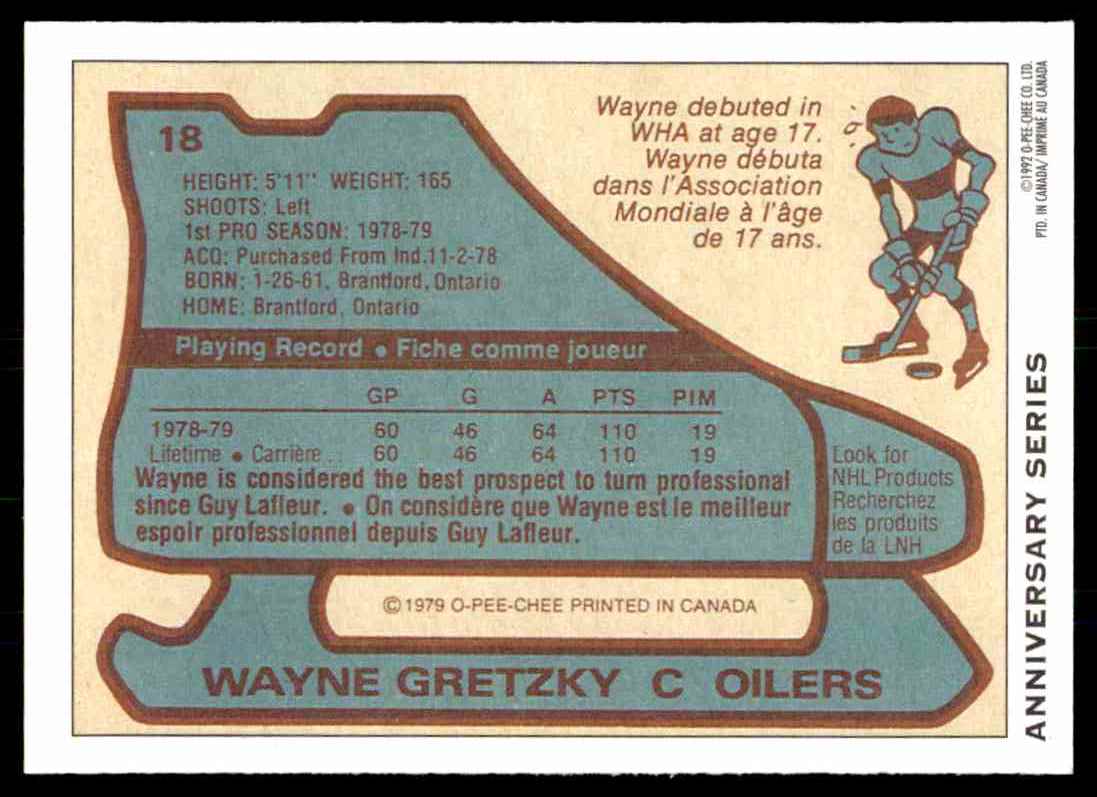 18
HEIGHT: 5'11" WEIGHT: 165
SHOOTS: Left
1st PRO SEASON: 1978-79
ACQ: Purchased From Ind.11-2-78
BORN: 1-26-61, Brantford, Ontario
HOME: Brantford, Ontario
Wayne debuted in
WHA at age 17.
Wayne débuta
dans l'Association
Mondiale à l'âge
de 17 ans.
Playing Record • Fiche comme joueur
GP G A PTS PIM
1978-79 60 46 64 110 19
Lifetime • Carrière... 60 46 64 110 19
Wayne is considered the best prospect to turn professional
since Guy Lafleur. • On considère que Wayne est le meilleur
espoir professionnel depuis Guy Lafleur.
Look for
NHL Products
Recherchez
les produits
de la LNH
© 1979 O-PEE-CHEE PRINTED IN CANADA
WAYNE GRETZKY C OILERS
©1992 O-PEE-CHEE CO. LTD.
PTD. IN CANADA/ IMPRIMÉ AU CANADA
ANNIVERSARY SERIES